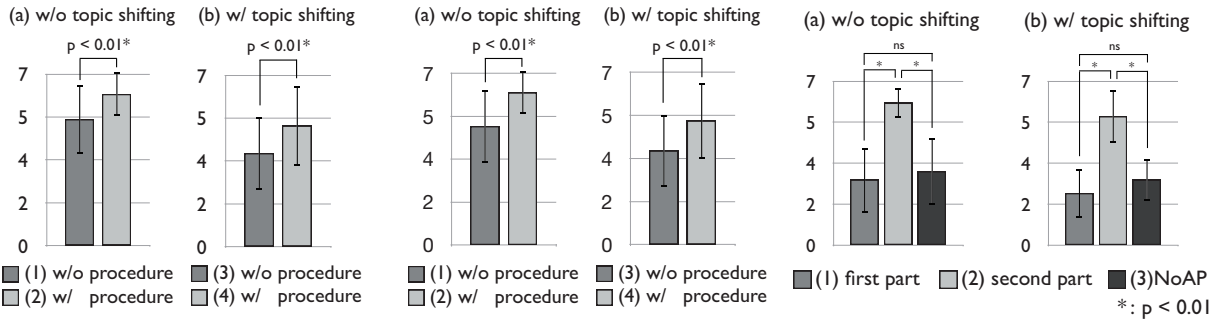 (a) w/o topic shifting
p < 0.01*
7
5
4
2
0
(1) w/o procedure
(2) w/ procedure
(b) w/ topic shifting
p < 0.01*
7
5
4
2
0
(3) w/o procedure
(4) w/ procedure
(a) w/o topic shifting
p < 0.01*
7
5
4
2
0
(1) w/o procedure
(2) w/ procedure
(b) w/ topic shifting
p < 0.01*
7
5
4
2
0
(3) w/o procedure
(4) w/ procedure
(a) w/o topic shifting
ns
* *
7
5
4
2
0
(b) w/ topic shifting
ns
* *
7
5
4
2
0
(1) first part (2) second part (3)NoAP
*: p < 0.01